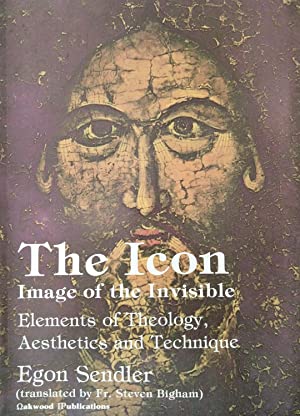 The Icon
Image of the Invisible
Elements of Theology,
Aesthetics and Technique
Egon Sendler
(translated by Fr. Steven Bigham)
Oakwood Publications